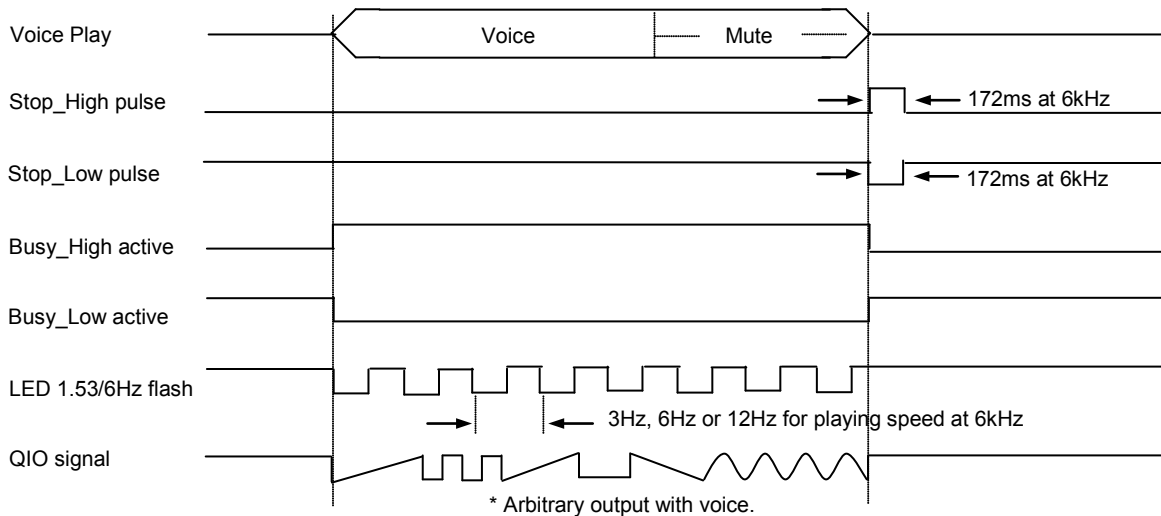 Voice Play
Voice
Mute
Stop_High pulse
172ms at 6kHz
Stop_Low pulse
172ms at 6kHz
Busy_High active
Busy_Low active
LED 1.53/6Hz flash
3Hz, 6Hz or 12Hz for playing speed at 6kHz
QIO signal
* Arbitrary output with voice.